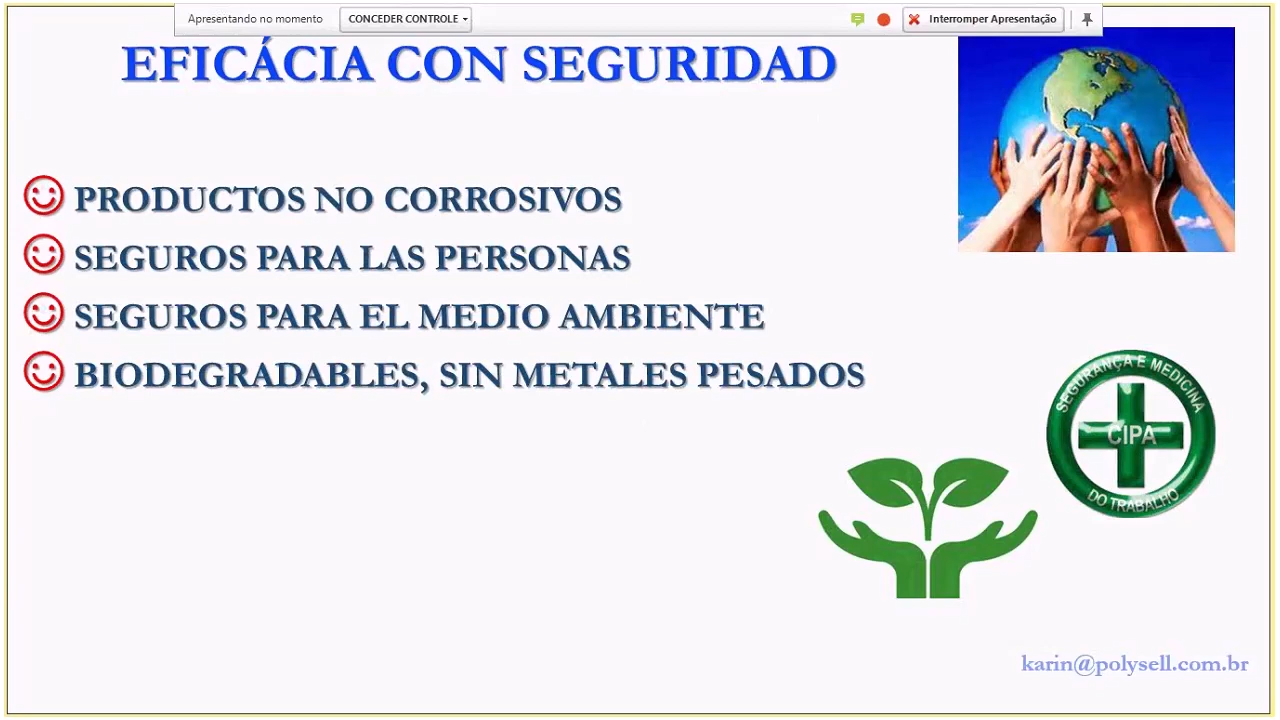 Apresentando no momento
CONCEDER CONTROLE
Interromper Apresentação
EFICÁCIA CON SEGURIDAD
PRODUCTOS NO CORROSIVOS
SEGUROS PARA LAS PERSONAS
SEGUROS PARA EL MEDIO AMBIENTE
BIODEGRADABLES, SIN METALES PESADOS
SEGURANÇA E MEDICINA
CIPA
DO TRABALHO
karin@polysell.com.br